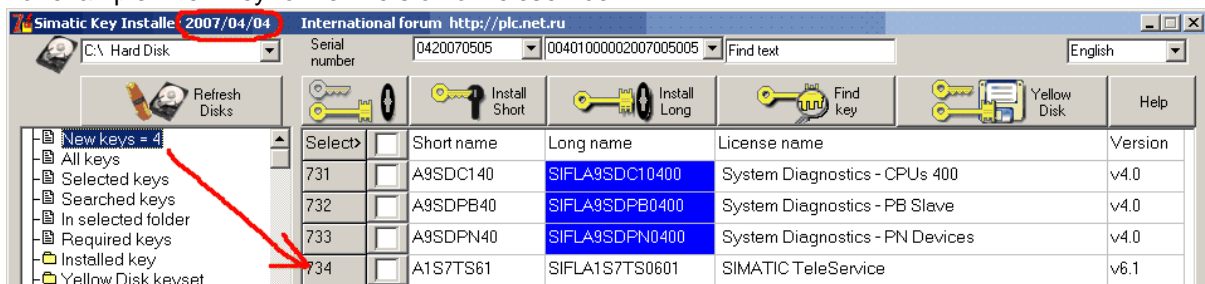 Simatic Key Installer 2007/04/04 International forum http://plc.net.ru
C:\ Hard Disk Serial number 0420070505 00401000002007005005 Find text English
Refresh Disks Install Short Install Long Find key Yellow Disk Help
New keys = 4
All keys
Selected keys
Searched keys
In selected folder
Required keys
Installed key
Yellow Disk keyset
Select> Short name Long name License name Version
731 A9SDC140 SIFLA9SDC10400 System Diagnostics - CPUs 400 v4.0
732 A9SDPB40 SIFLA9SDPB0400 System Diagnostics - PB Slave v4.0
733 A9SDPN40 SIFLA9SDPN0400 System Diagnostics - PN Devices v4.0
734 A1S7TS61 SIFLA1S7TS0601 SIMATIC TeleService v6.1